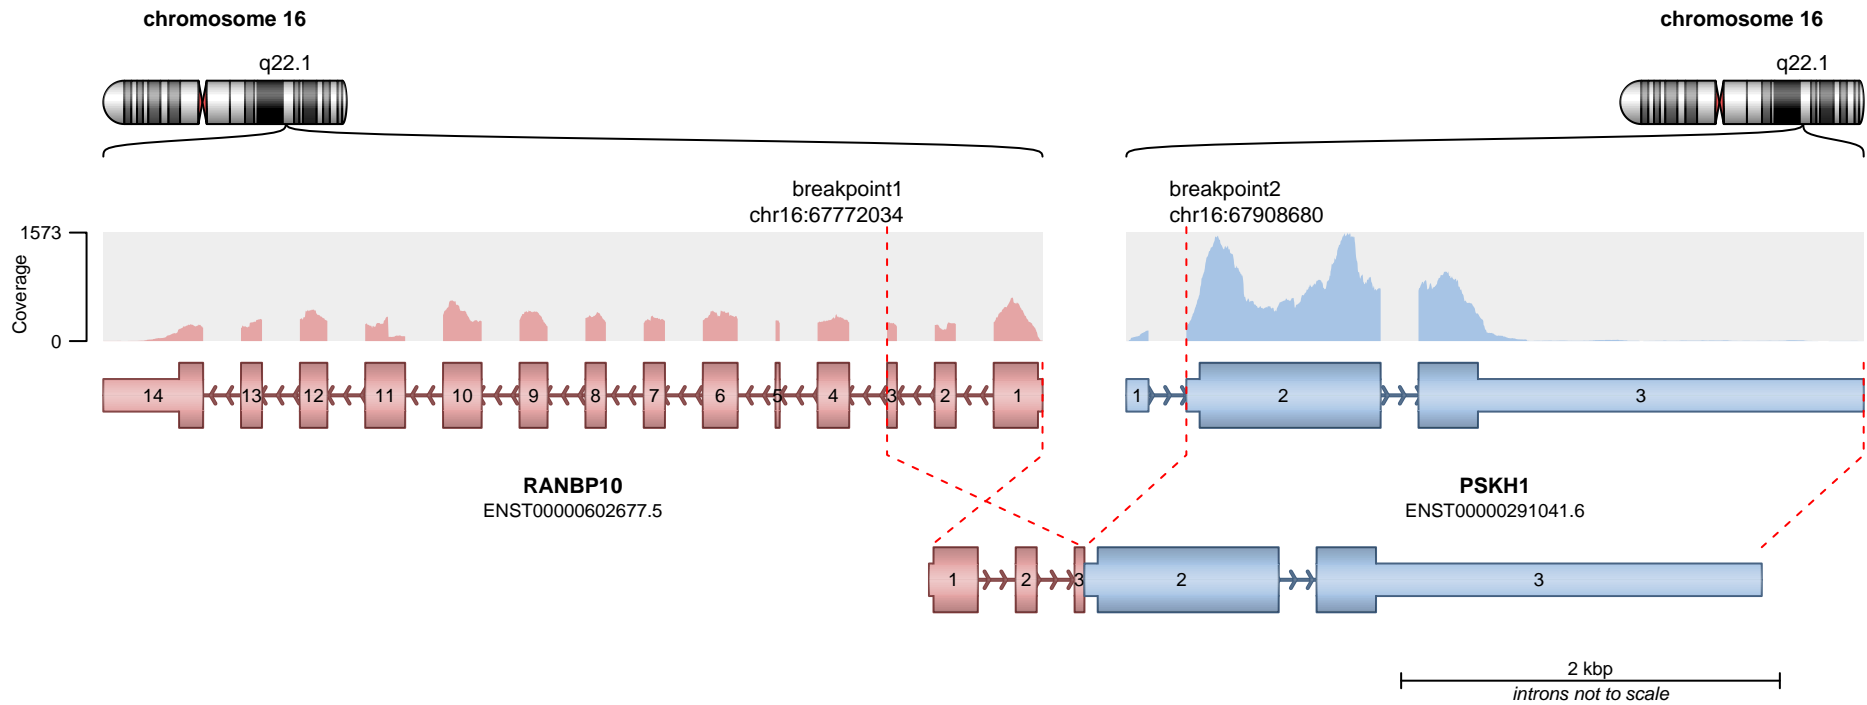 chromosome 16
chromosome 16
q22.1
q22.1
breakpoint1
chr16:67772034
breakpoint2
chr16:67908680
1573
Coverage
0
14 13 12 11 10 9 8 7 6 5 4 3 2 1
1 2 3
RANBP10
ENST00000602677.5
PSKH1
ENST00000291041.6
1 2 3 2 3
2 kbp
introns not to scale